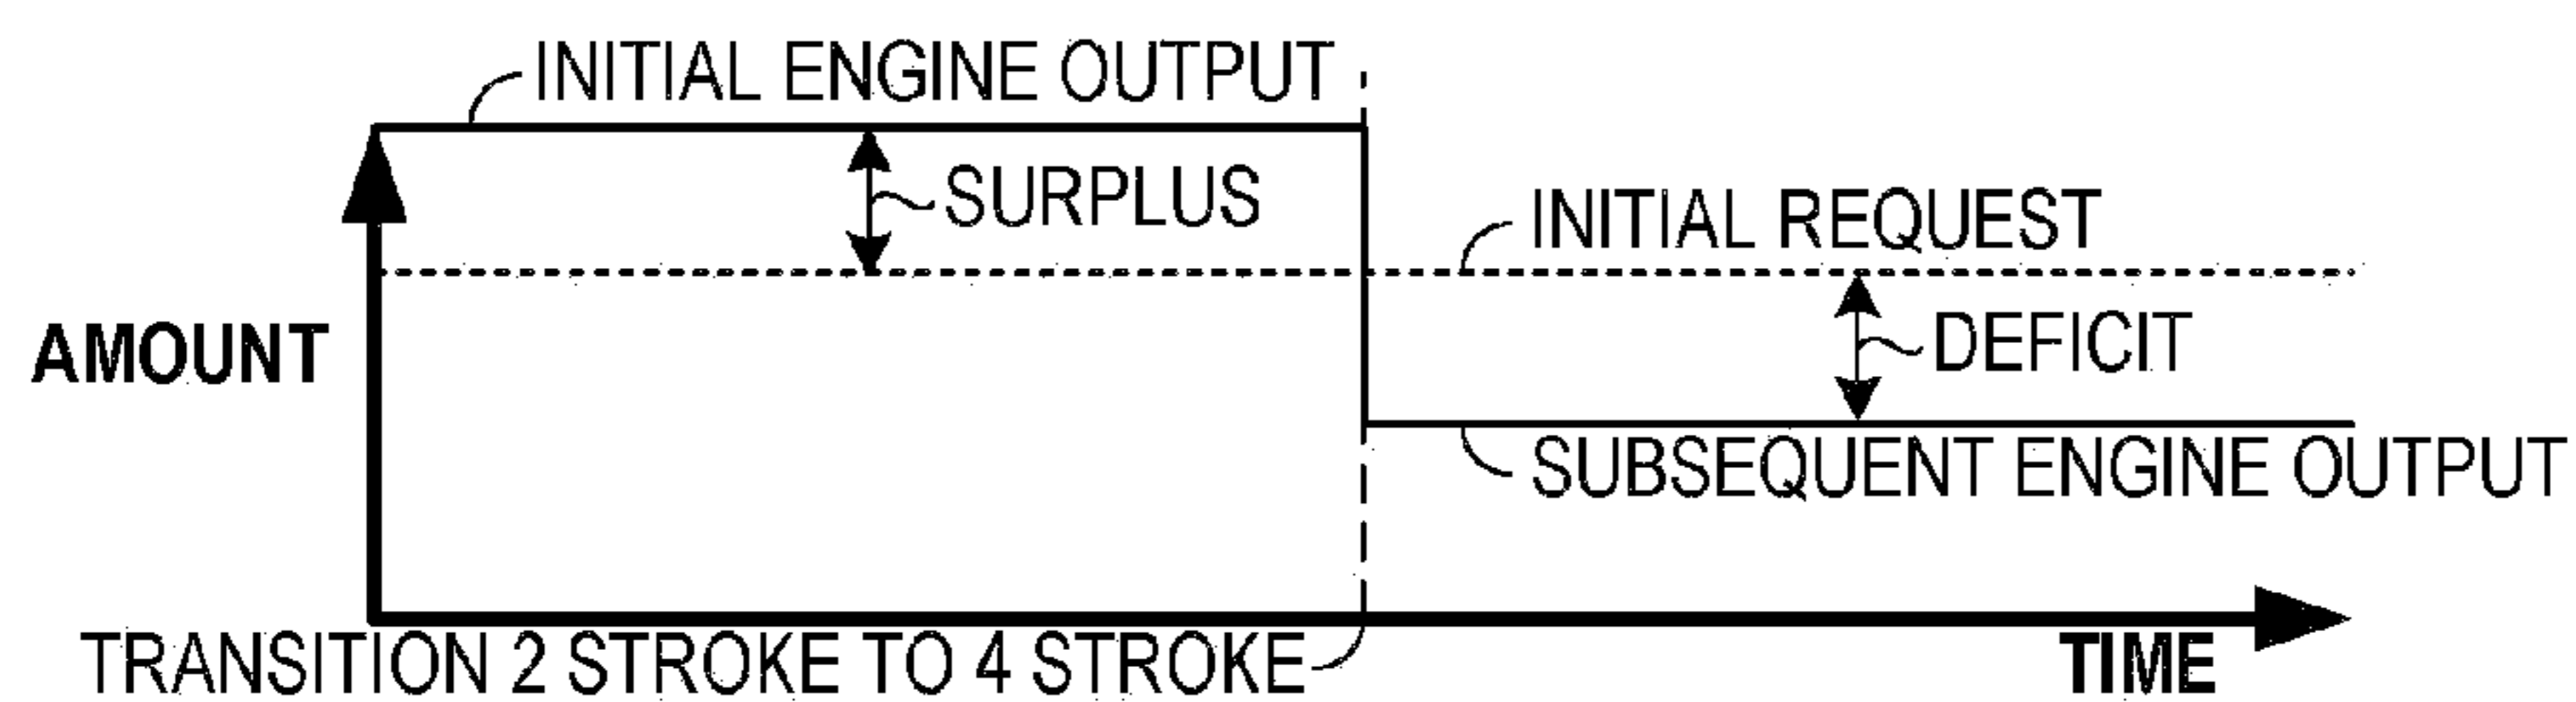 INITIAL ENGINE OUTPUT
SURPLUS
INITIAL REQUEST
AMOUNT
DEFICIT
SUBSEQUENT ENGINE OUTPUT
TRANSITION 2 STROKE TO 4 STROKE
TIME